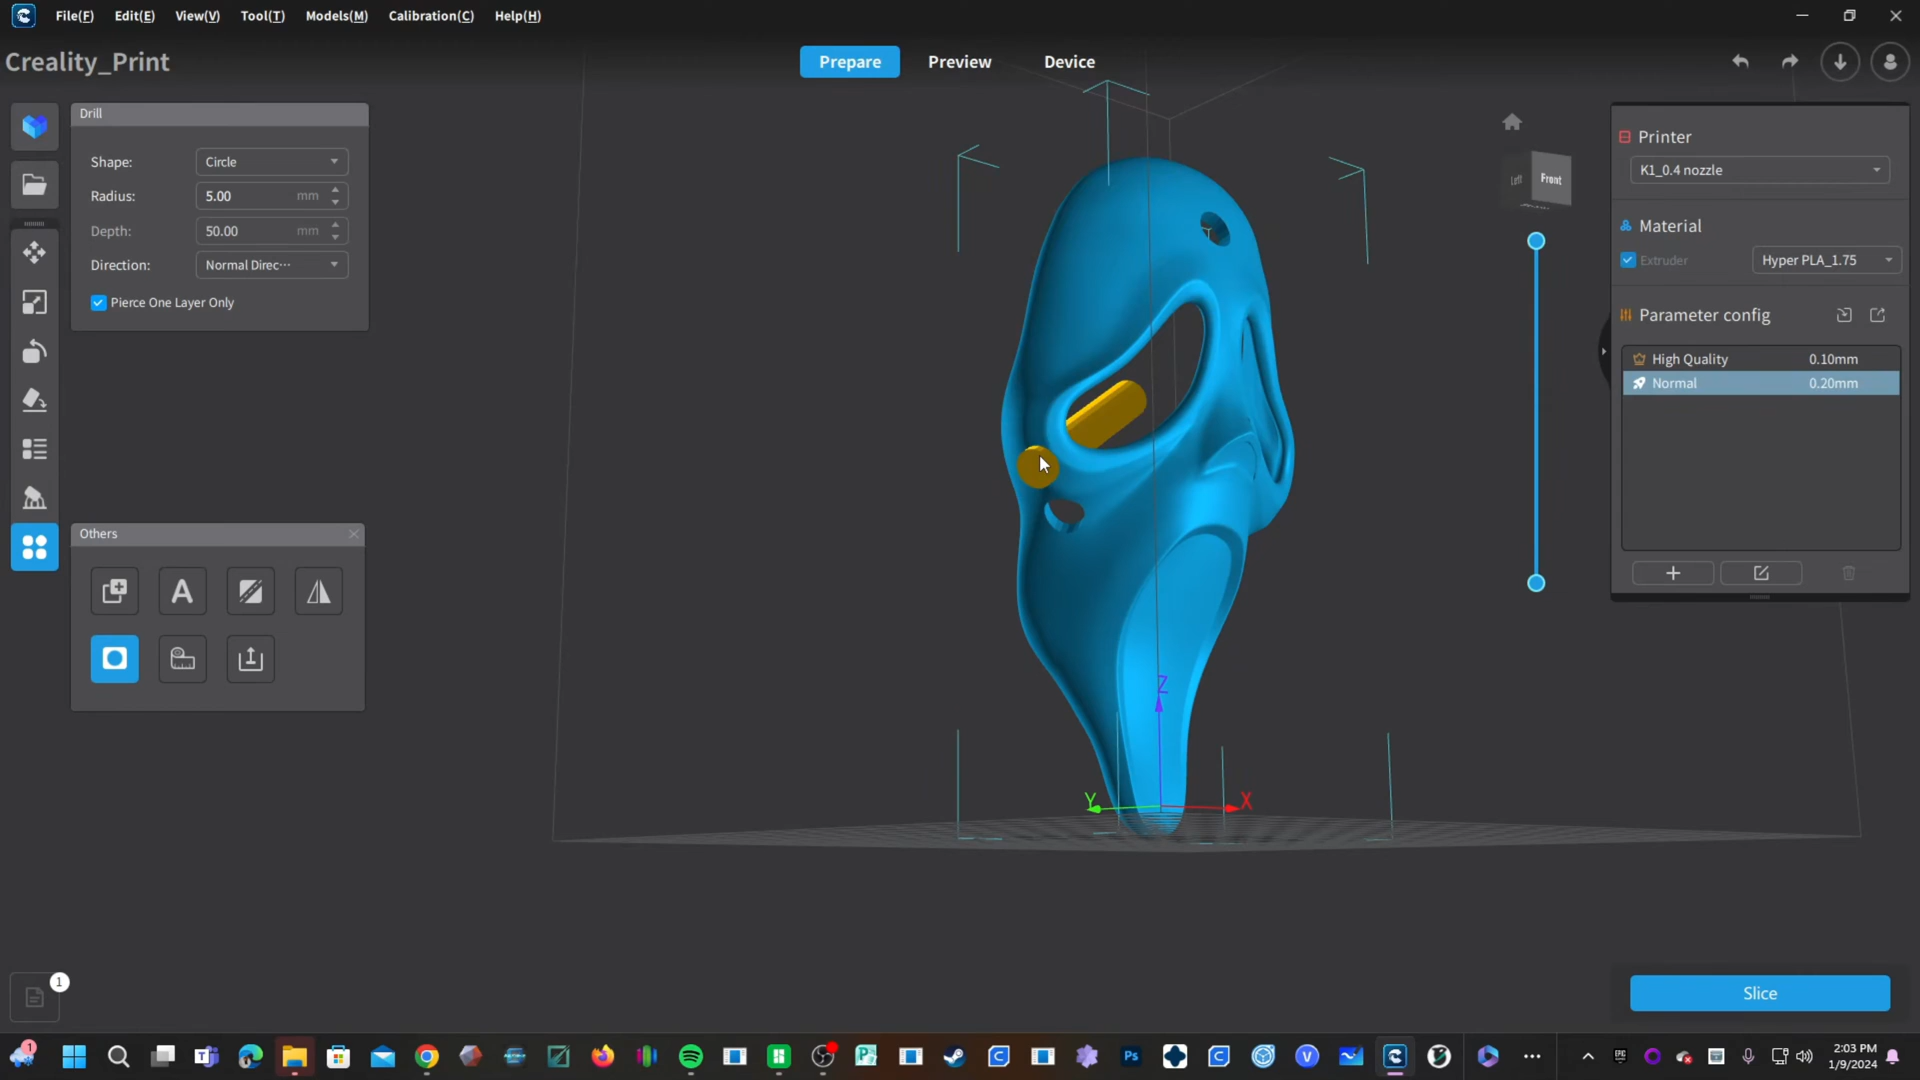 File(F) Edit(E) View(V) Tool(T) Models(M) Calibration(C) Help(H)
Creality_Print
Prepare Preview Device
Drill
Shape: Circle
Radius: 5.00 mm
Depth: 50.00 mm
Direction: Normal Direc···
Pierce One Layer Only
Others
A
Left Front
Printer
K1_0.4 nozzle
Material
Extruder Hyper PLA_1.75
Parameter config
High Quality 0.10mm
Normal 0.20mm
Z
Y X
1
Slice
1
Ps
V
2:03 PM
1/9/2024